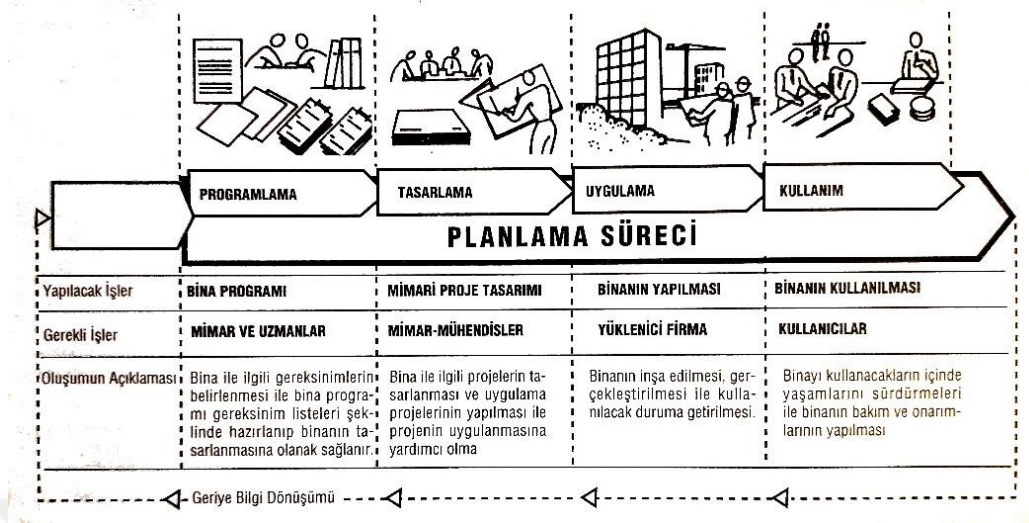 PROGRAMLAMA
TASARLAMA
UYGULAMA
KULLANIM
PLANLAMA SÜRECİ
Yapılacak İşler
BİNA PROGRAMI
MİMARİ PROJE TASARIMI
BİNANIN YAPILMASI
BİNANIN KULLANILMASI
Gerekli İşler
MİMAR VE UZMANLAR
MİMAR-MÜHENDİSLER
YÜKLENİCİ FİRMA
KULLANICILAR
Oluşumun Açıklaması
Bina ile ilgili gereksinimlerin
belirlenmesi ile bina progra-
mı gereksinim listeleri şek-
linde hazırlanıp binanın ta-
sarlanmasına olanak sağlanır.
Bina ile ilgili projelerin ta-
sarlanması ve uygulama
projelerinin yapılması ile
projenin uygulanmasına
yardımcı olma
Binanın inşa edilmesi, ger-
çekleştirilmesi ile kulla-
nılacak duruma getirilmesi.
Binayı kullanacakların içinde
yaşamlarını sürdürmeleri
ile binanın bakım ve onarım-
larının yapılması
Geriye Bilgi Dönüşümü